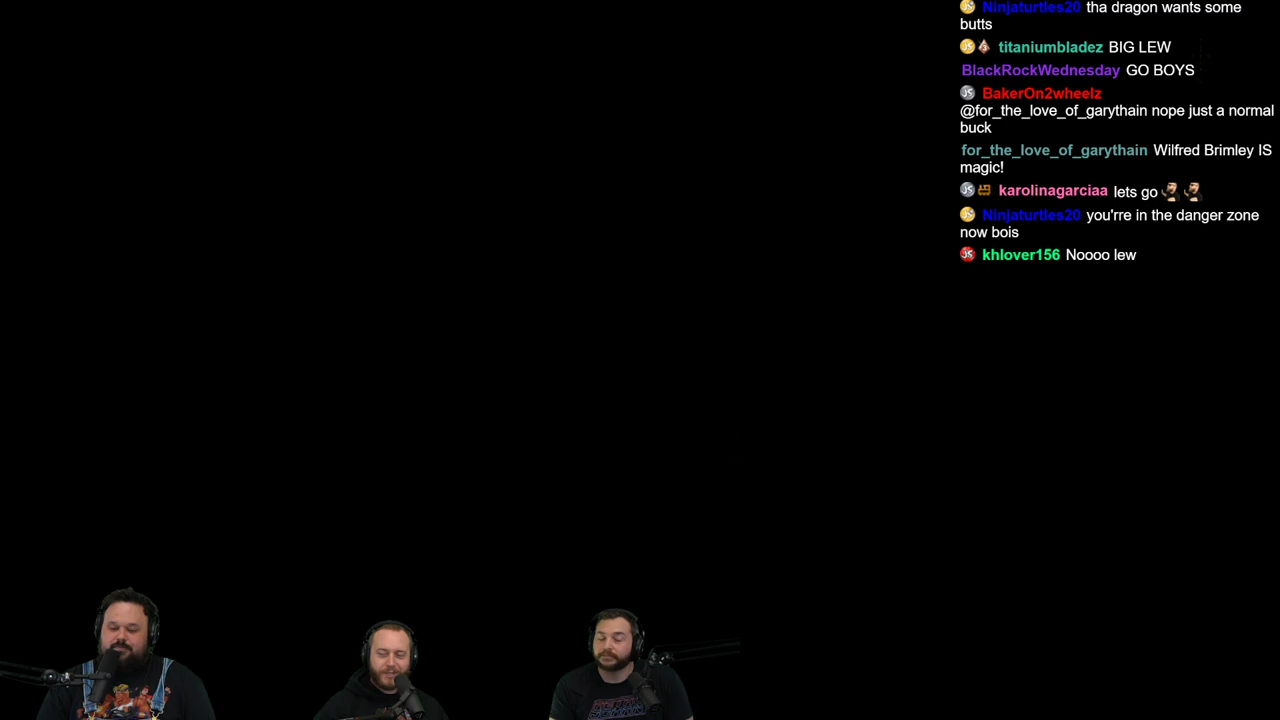 Ninjaturtles20 tha dragon wants some
butts
titaniumbladez BIG LEW
BlackRockWednesday GO BOYS
BakerOn2wheelz
@for_the_love_of_garythain nope just a normal
buck
for_the_love_of_garythain Wilfred Brimley IS
magic!
karolinagarciaa lets go
Ninjaturtles20 you'rre in the danger zone
now bois
khlover156 Noooo lew